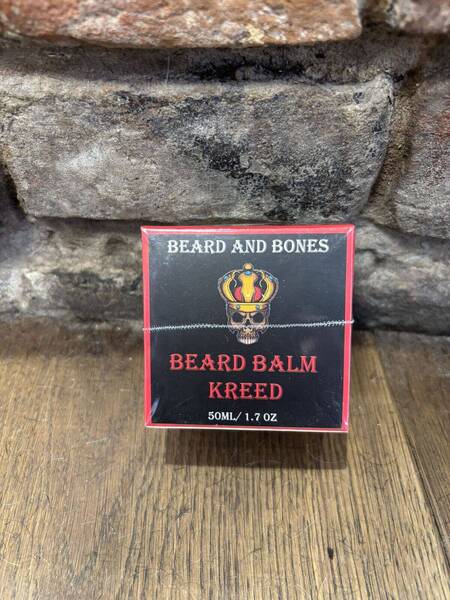 BEARD AND BONES
BEARD BALM
KREED
50ML/ 1.7 OZ